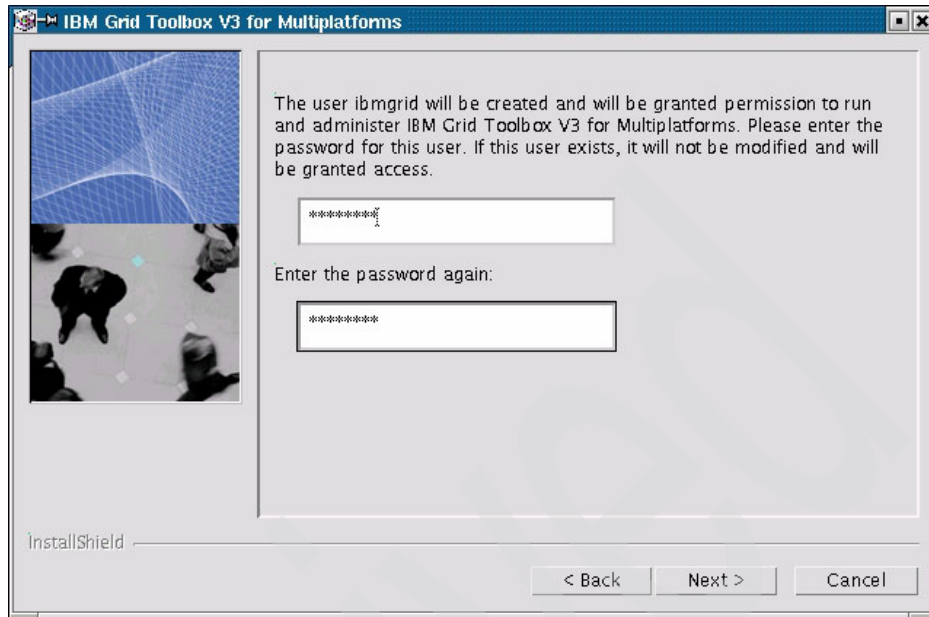 IBM Grid Toolbox V3 for Multiplatforms
The user ibmgrid will be created and will be granted permission to run
and administer IBM Grid Toolbox V3 for Multiplatforms. Please enter the
password for this user. If this user exists, it will not be modified and will
be granted access.
********
Enter the password again:
********
InstallShield
< Back Next > Cancel